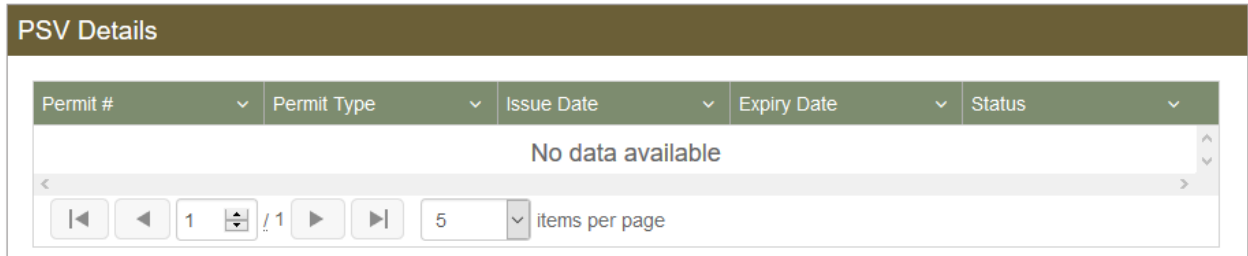 PSV Details
Permit # Permit Type Issue Date Expiry Date Status
No data available
1 / 1 5 items per page